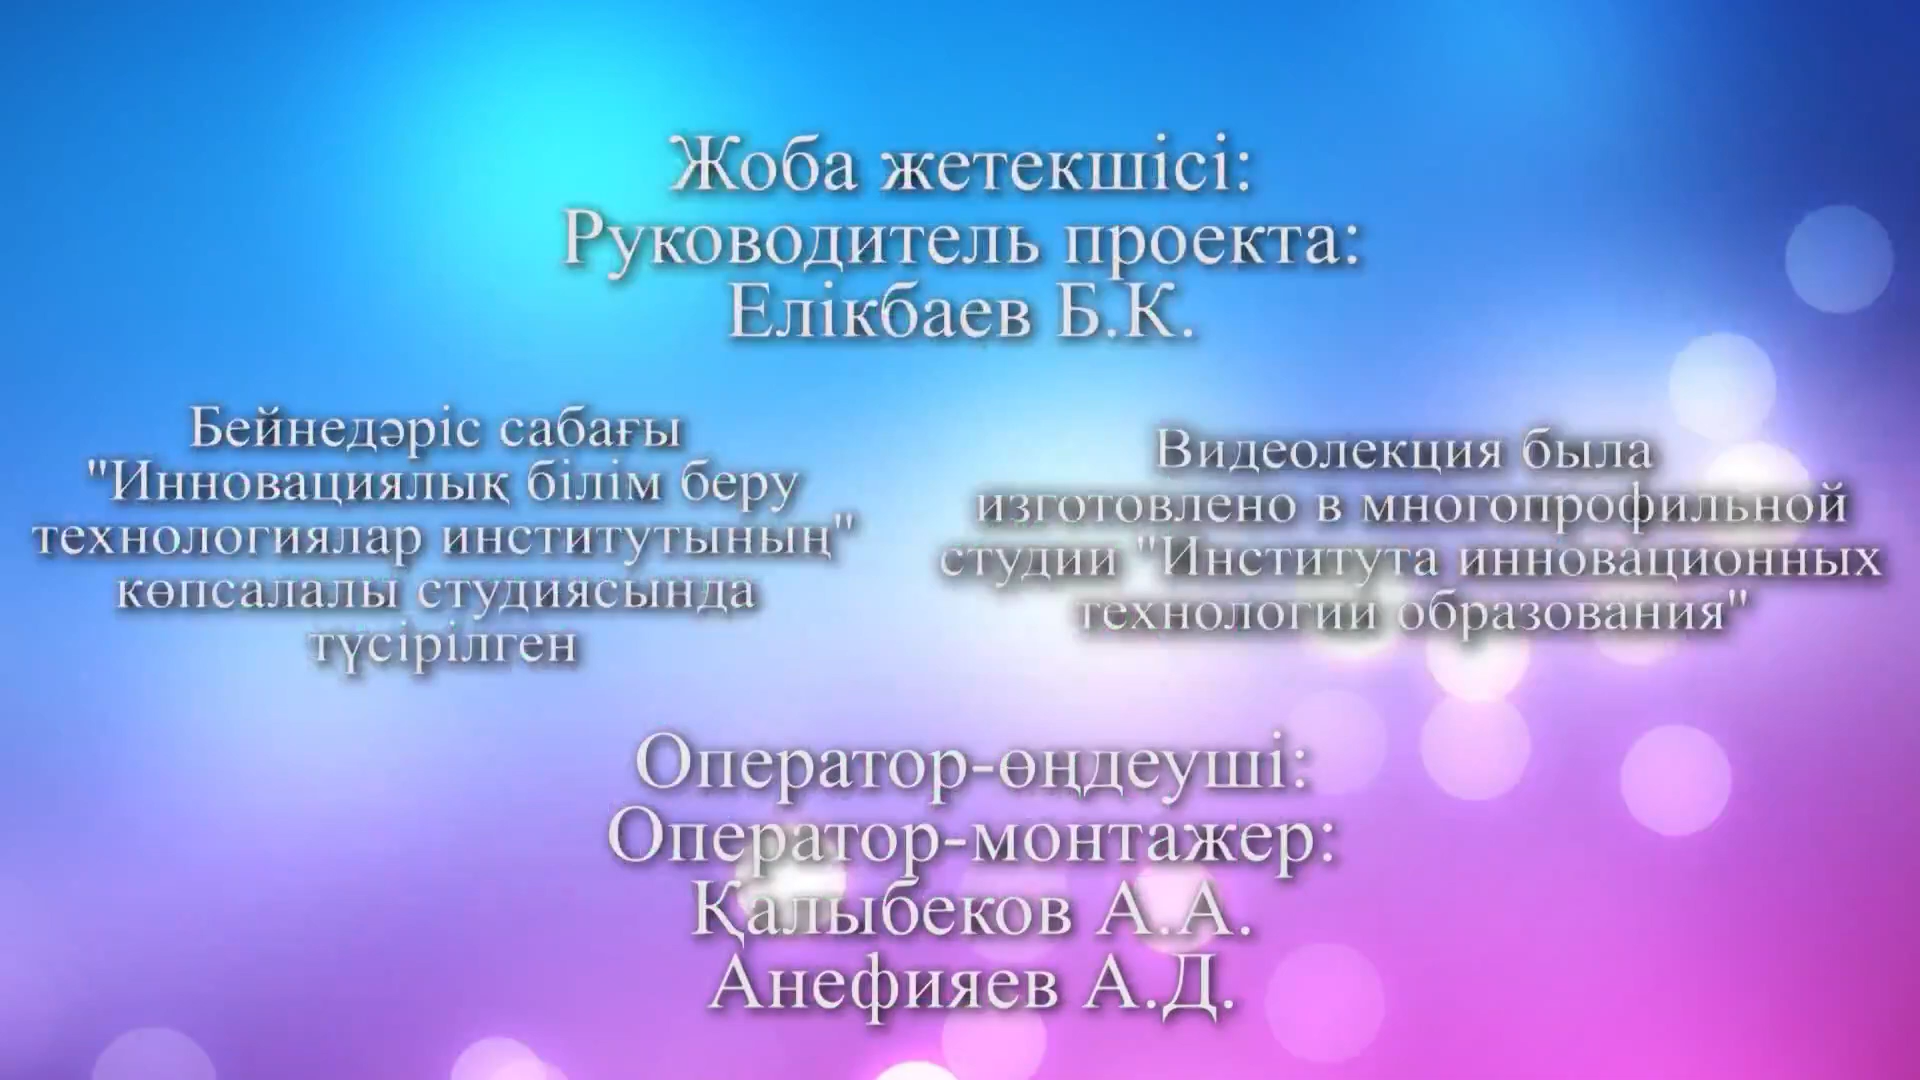 Жоба жетекшісі:
Руководитель проекта:
Елікбаев Б.К.
Бейнедәріс сабағы
"Инновациялық білім беру
технологиялар институтының"
көпсалалы студиясында
түсірілген
Видеолекция была
изготовлено в многопрофильной
студии "Института инновационных
технологии образования"
Оператор-өңдеуші:
Оператор-монтажер:
Қалыбеков А.А.
Анефияев А.Д.